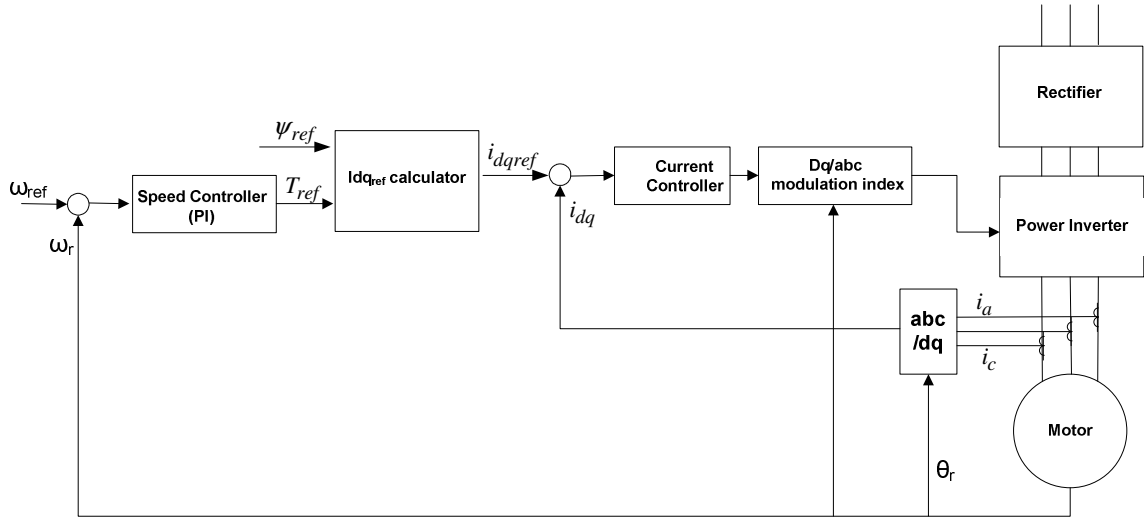 Rectifier
ψref
idqref
Idqref calculator
Current
Controller
Dq/abc
modulation index
ωref
Speed Controller
(PI)
Tref
idq
Power Inverter
ωr
abc
/dq
ia
ic
Motor
θr